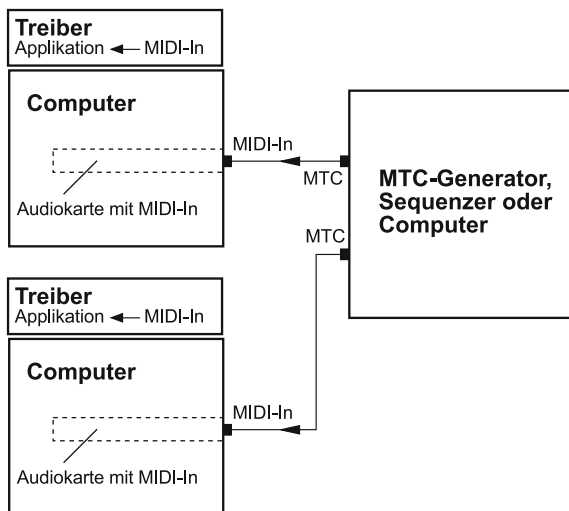 Treiber
Applikation ← MIDI-In
Computer
MIDI-In
MTC
Audiokarte mit MIDI-In
MTC-Generator,
Sequenzer oder
Computer
MTC
Treiber
Applikation ← MIDI-In
Computer
MIDI-In
Audiokarte mit MIDI-In